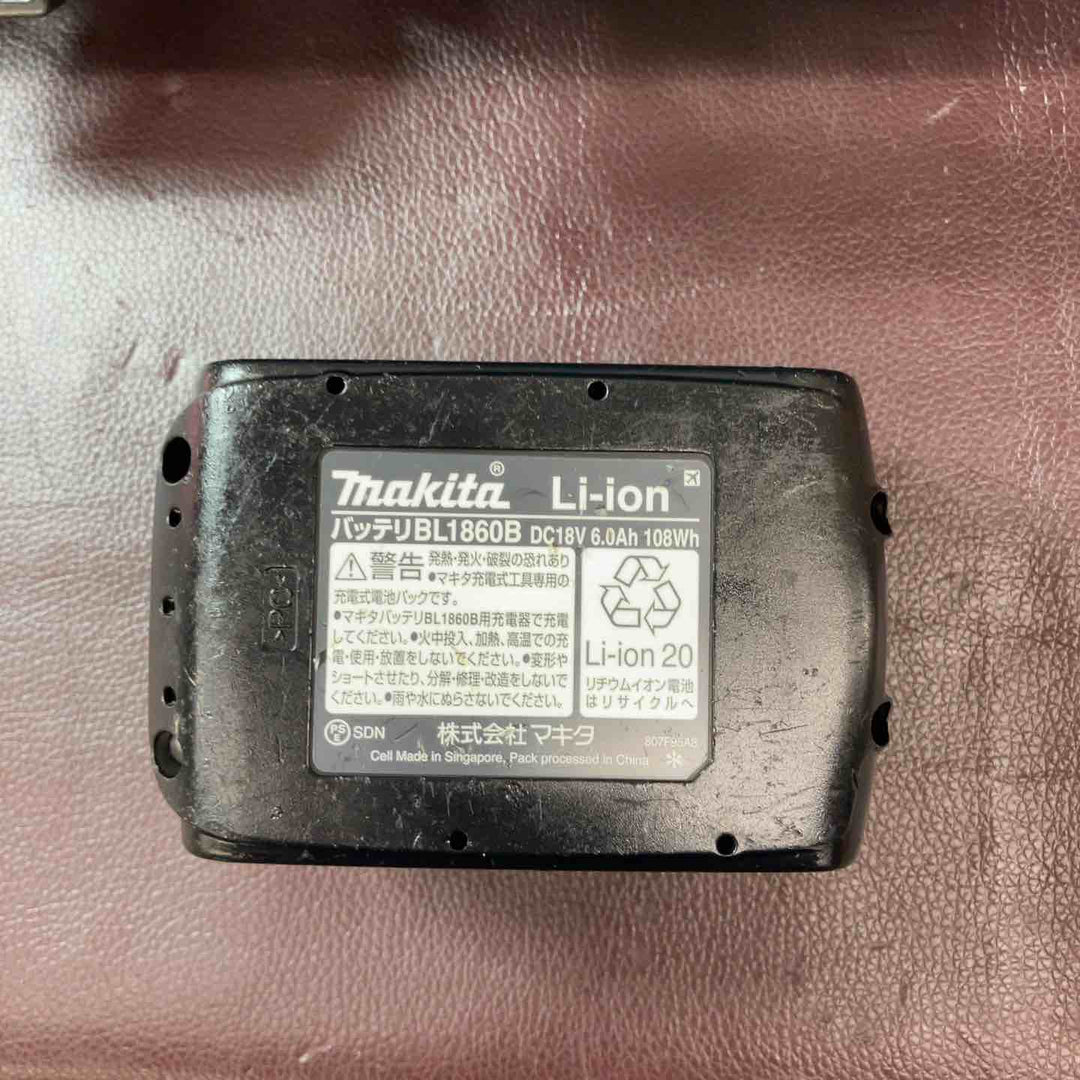 makita® Li-ion
バッテリBL1860B DC18V 6.0Ah 108Wh
警告 発熱・発火・破裂の恐れあり
●マキタ充電式工具専用の
充電式電池パックです。
●マキタバッテリBL1860B用充電器で充電
してください。●火中投入、加熱、高温での充
電・使用・放置をしないでください。●変形や
ショートさせたり、分解・修理・改造をしないで
ください。●雨や水にぬらさないでください。
Li-ion 20
リチウムイオン電池
はリサイクルへ
PSE SDN 株式会社マキタ
Cell Made in Singapore, Pack processed in China